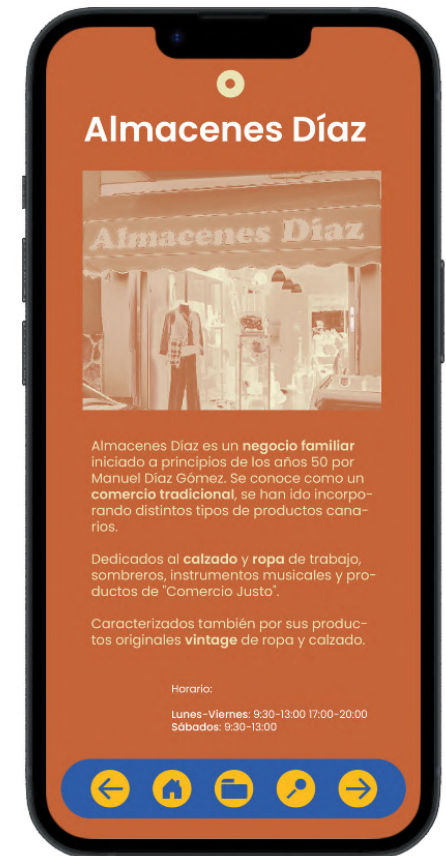 Almacenes Díaz
Almacenes Díaz
Almacenes Díaz es un negocio familiar
iniciado a principios de los años 50 por
Manuel Díaz Gómez. Se conoce como un
comercio tradicional, se han ido incorpo-
rando distintos tipos de productos cana-
rios.
Dedicados al calzado y ropa de trabajo,
sombreros, instrumentos musicales y pro-
ductos de "Comercio Justo".
Caracterizados también por sus produc-
tos originales vintage de ropa y calzado.
Horario:
Lunes-Viernes: 9:30-13:00 17:00-20:00
Sábados: 9:30-13:00